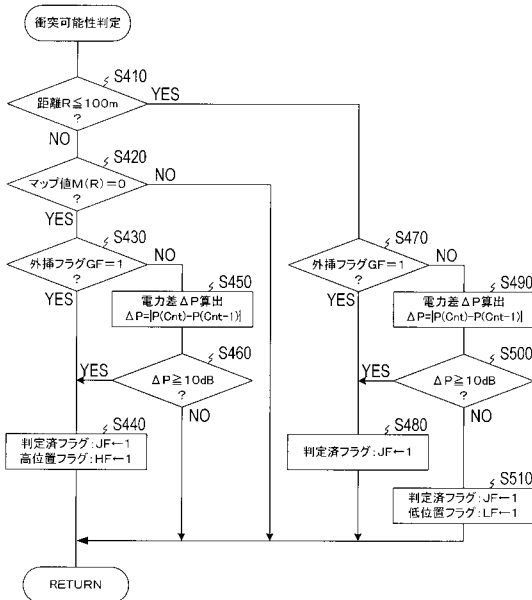 衝突可能性判定
S410
距離R≦100m
?
YES
NO
S420
マップ値M(R)=0
?
NO
YES
S430
外挿フラグGF=1
?
NO
YES
S450
電力差ΔP算出
ΔP=|P(Cnt)-P(Cnt-1)|
S460
ΔP≧10dB
?
YES
NO
S440
判定済フラグ:JF←1
高位置フラグ:HF←1
S470
外挿フラグGF=1
?
NO
YES
S490
電力差ΔP算出
ΔP=|P(Cnt)-P(Cnt-1)|
S500
ΔP≧10dB
?
YES
NO
S480
判定済フラグ:JF←1
S510
判定済フラグ:JF←1
低位置フラグ:LF←1
RETURN